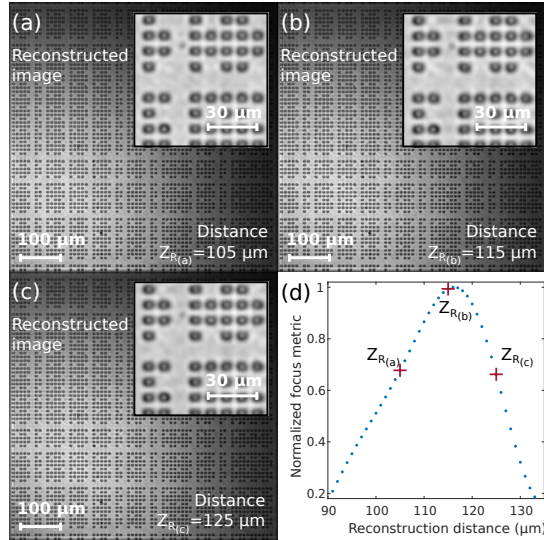 (a)
Reconstructed
image
30 μm
100 μm
Distance
Z_R(a)=105 μm
(b)
Reconstructed
image
30 μm
100 μm
Distance
Z_R(b)=115 μm
(c)
Reconstructed
image
30 μm
100 μm
Distance
Z_R(c)=125 μm
(d)
Normalized focus metric
1
0.8
0.6
0.4
0.2
Z_R(a)
Z_R(b)
Z_R(c)
90 100 110 120 130
Reconstruction distance (μm)